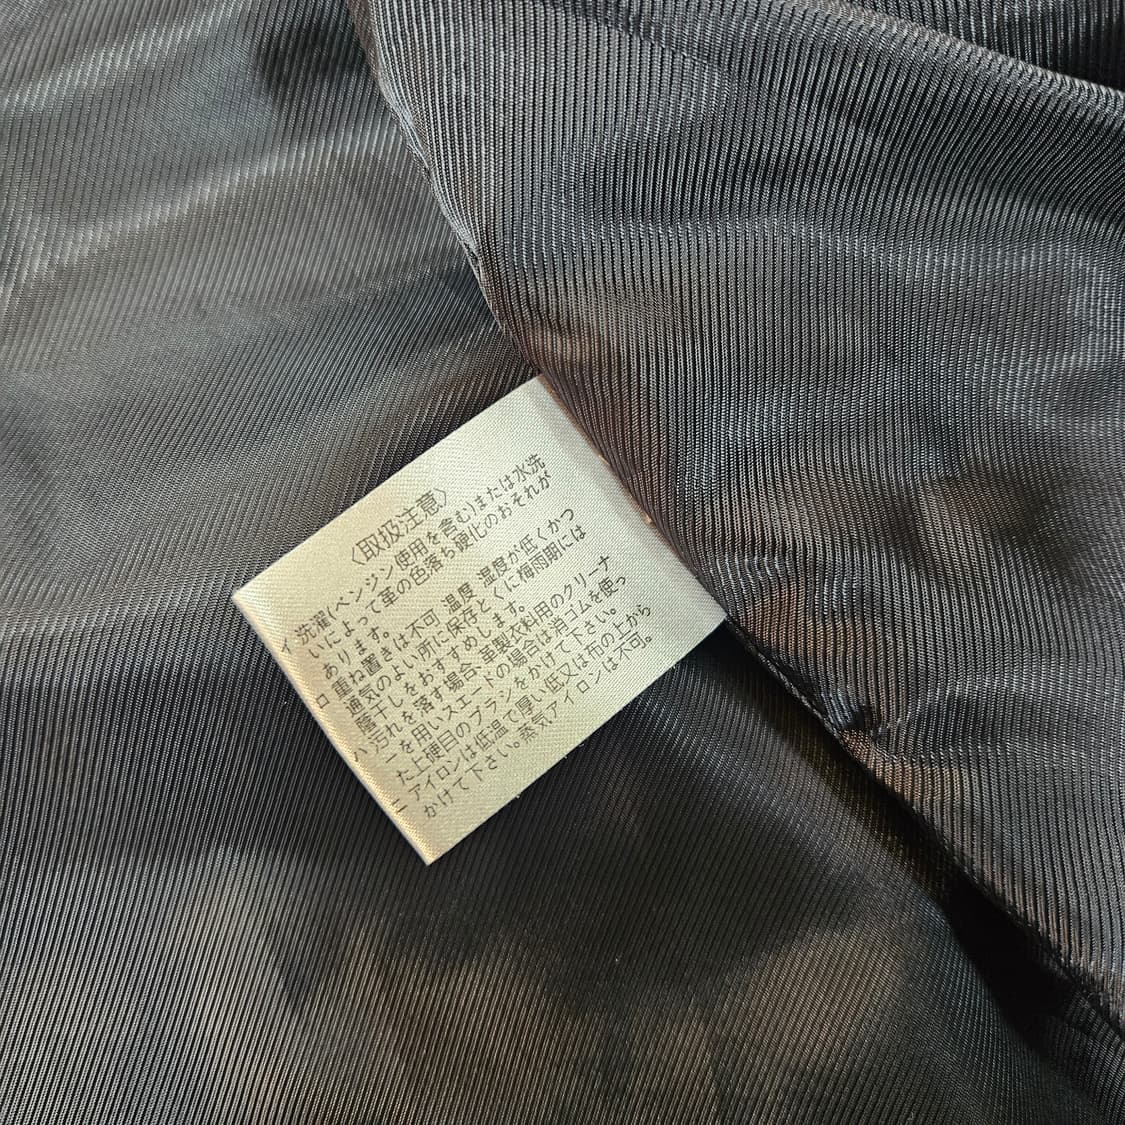 〈取扱注意〉
イ 洗濯(ベンジン使用を含む)または水洗
いによって革の色落ち硬化のおそれが
あります。
ロ 重ね置きは不可 温度 湿度が低くかつ
通気のよい所に保存とくに梅雨期には
蔭干しをおすすめします。
ハ 汚れを落す場合、革製衣料用のクリーナ
ーを用いスエードの場合は消ゴムを使っ
た上硬目のブラシをかけて下さい。
ニ アイロンは低温で厚い低又は布の上から
かけて下さい。蒸気アイロンは不可。